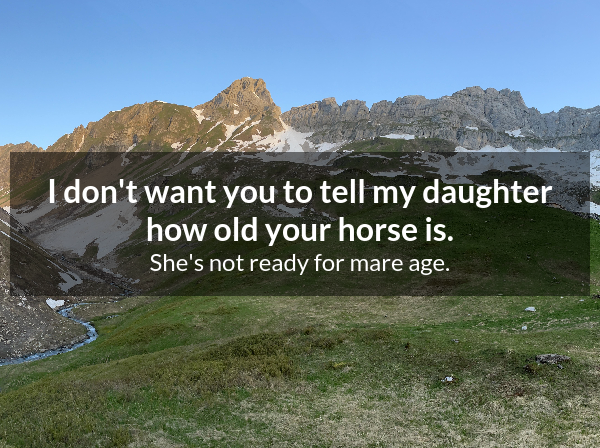 I don't want you to tell my daughter
how old your horse is.
She's not ready for mare age.